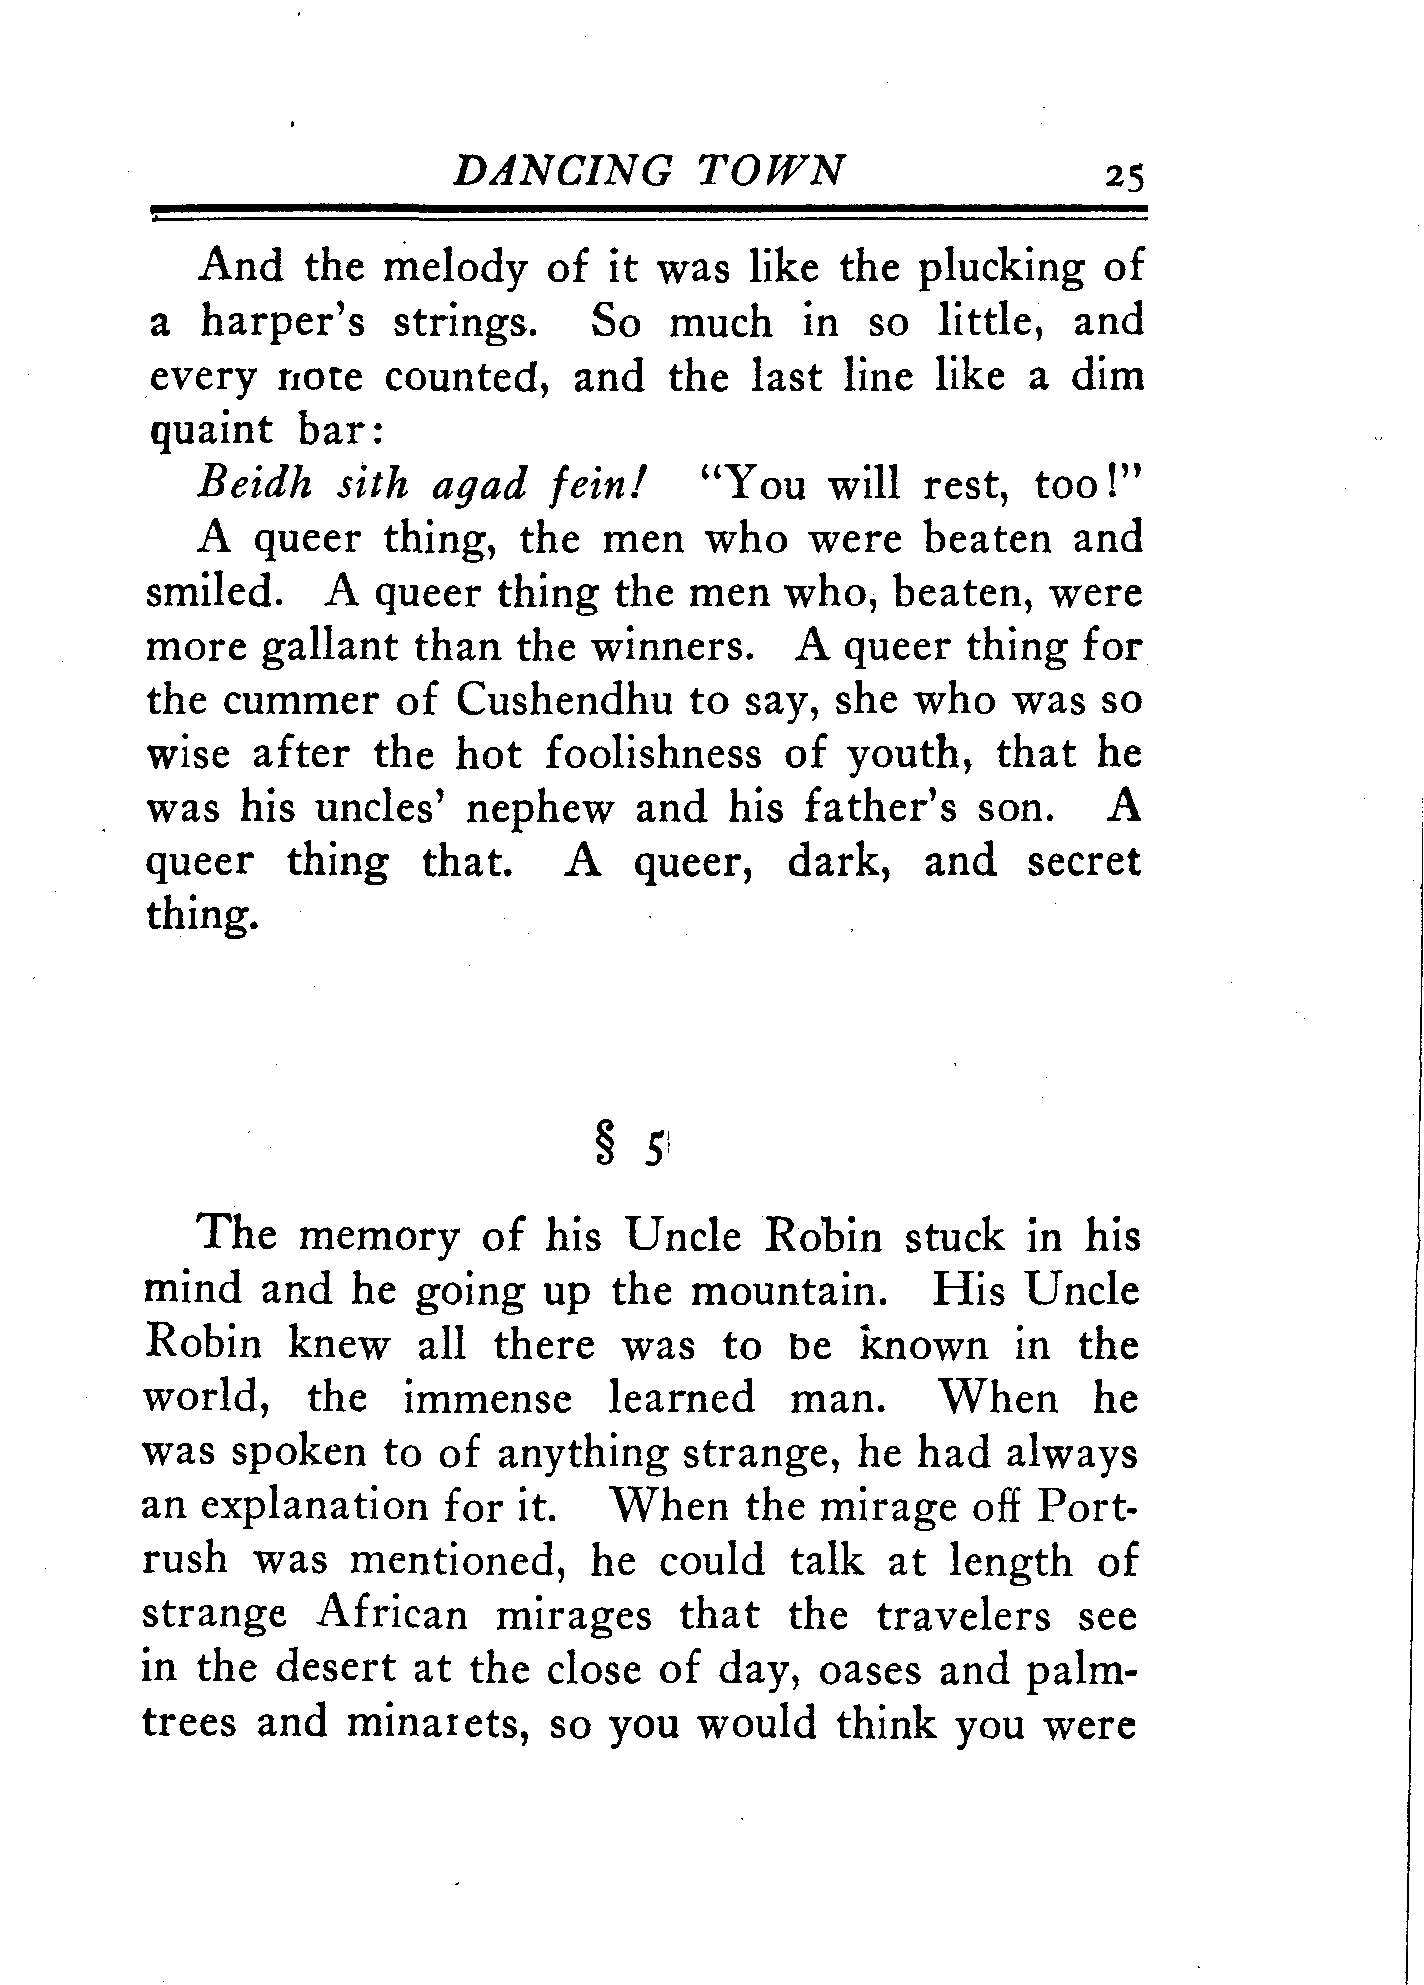 DANCING TOWN 25
And the melody of it was like the plucking of
a harper's strings. So much in so little, and
every note counted, and the last line like a dim
quaint bar:
Beidh sith agad fein! “You will rest, too!”
A queer thing, the men who were beaten and
smiled. A queer thing the men who, beaten, were
more gallant than the winners. A queer thing for
the cummer of Cushendhu to say, she who was so
wise after the hot foolishness of youth, that he
was his uncles' nephew and his father's son. A
queer thing that. A queer, dark, and secret
thing.
§ 5
The memory of his Uncle Robin stuck in his
mind and he going up the mountain. His Uncle
Robin knew all there was to be known in the
world, the immense learned man. When he
was spoken to of anything strange, he had always
an explanation for it. When the mirage off Port-
rush was mentioned, he could talk at length of
strange African mirages that the travelers see
in the desert at the close of day, oases and palm-
trees and minarets, so you would think you were